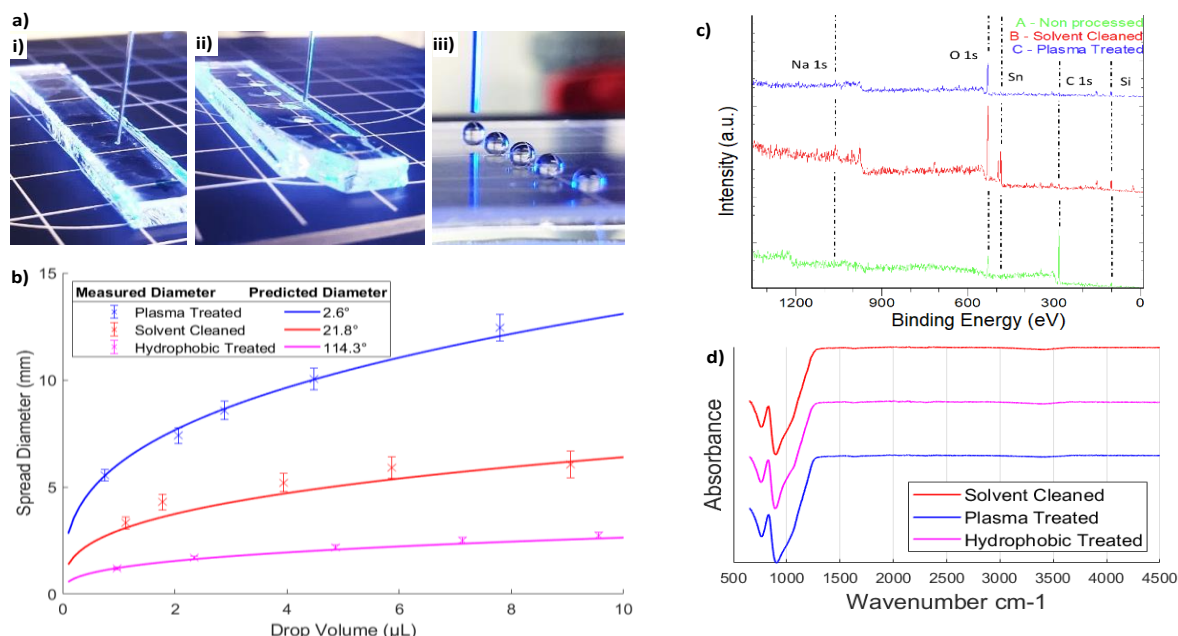 a)
i)
ii)
iii)
b)
15
10
5
0
Spread Diameter (mm)
Measured Diameter Predicted Diameter
Plasma Treated 2.6°
Solvent Cleaned 21.8°
Hydrophobic Treated 114.3°
0 2 4 6 8 10
Drop Volume (µL)
c)
A - Non processed
B - Solvent Cleaned
C - Plasma Treated
Na 1s
O 1s
Sn
C 1s
Si
Intensity (a.u.)
1200 900 600 300 0
Binding Energy (eV)
d)
Absorbance
Solvent Cleaned
Plasma Treated
Hydrophobic Treated
500 1000 1500 2000 2500 3000 3500 4000 4500
Wavenumber cm-1